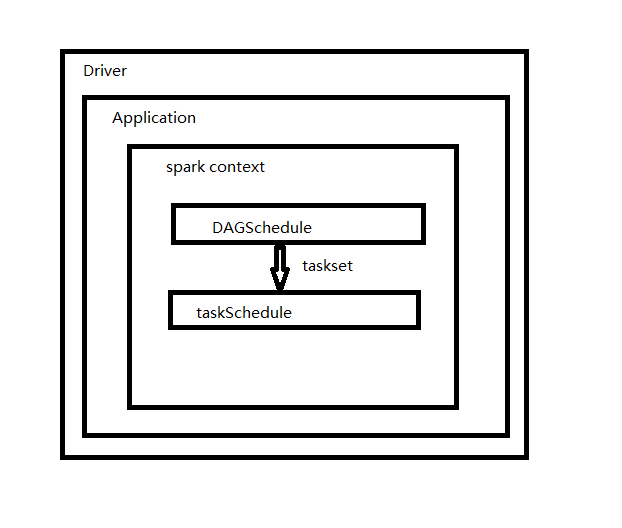 Driver
Application
spark context
DAGSchedule
taskset
taskSchedule